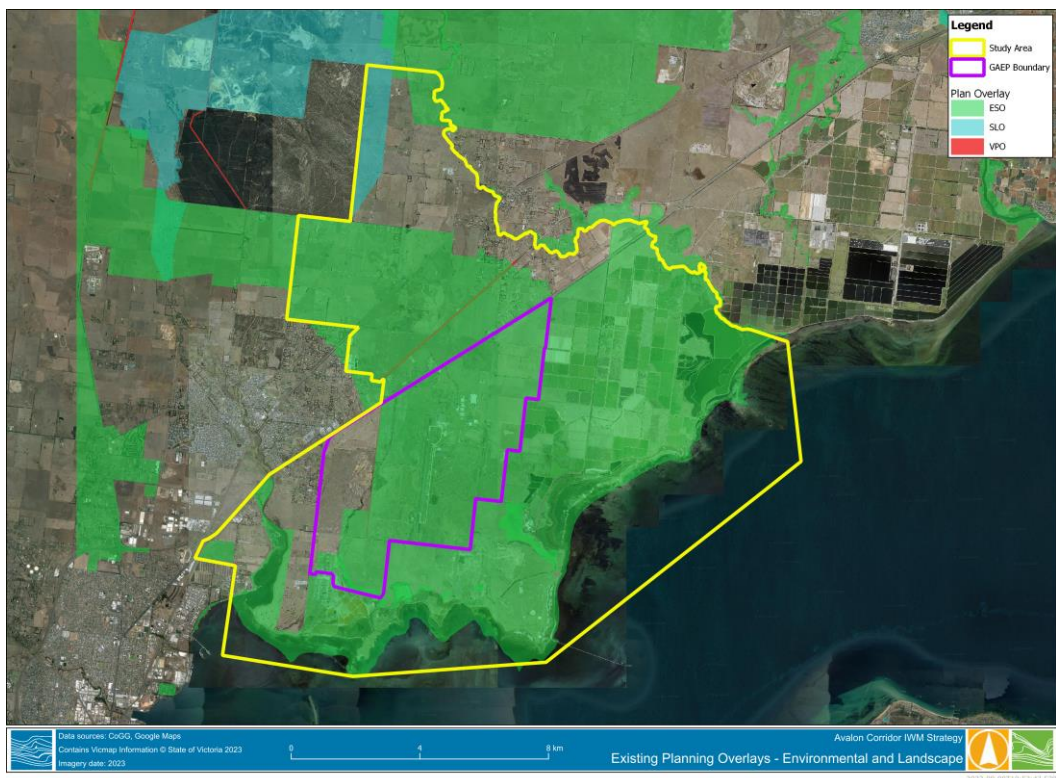 Legend
Study Area
GAEP Boundary
Plan Overlay
ESO
SLO
VPO
Data sources: CoGG, Google Maps
Contains Vicmap Information © State of Victoria 2023
Imagery date: 2023
0 4 8 km
Avalon Corridor IWM Strategy
Existing Planning Overlays - Environmental and Landscape